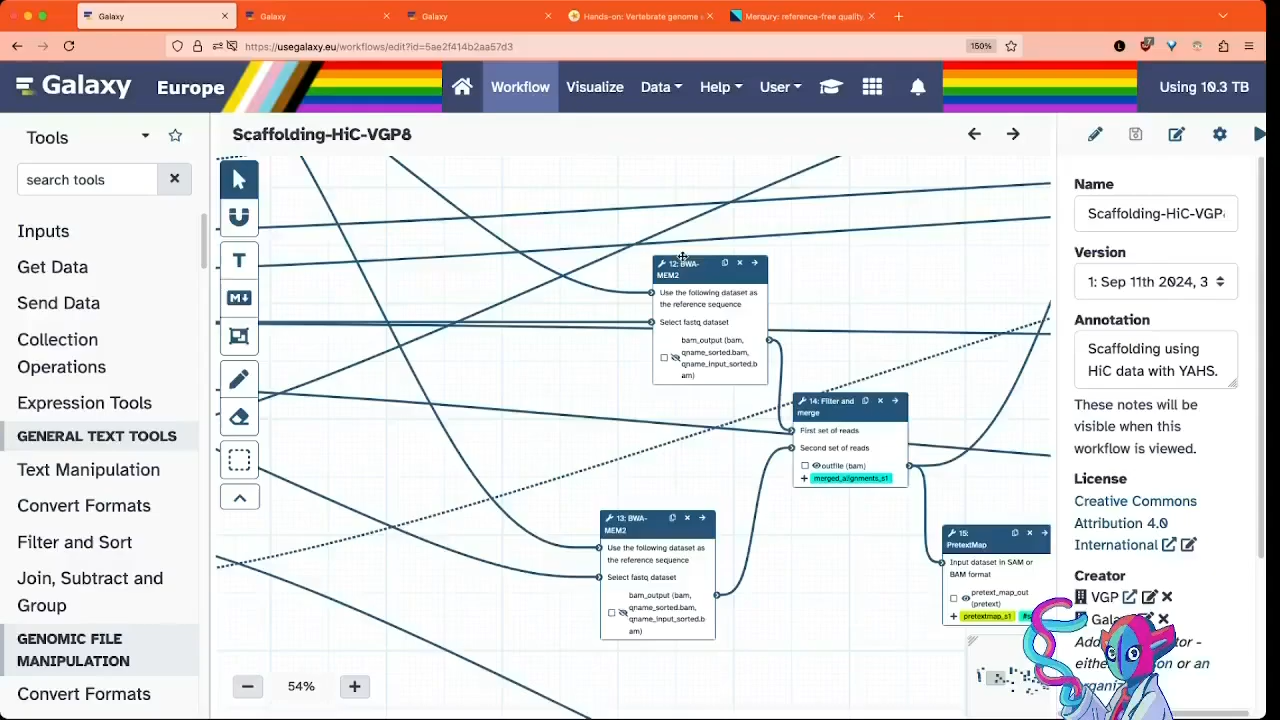 Galaxy
Galaxy
Galaxy
Hands-on: Vertebrate genome
Merqury: reference-free quality
https://usegalaxy.eu/workflows/edit?id=5ae2f414b2aa57d3
150%
Galaxy
Europe
Workflow
Visualize
Data
Help
User
Using 10.3 TB
Tools
search tools
Inputs
Get Data
Send Data
Collection
Operations
Expression Tools
GENERAL TEXT TOOLS
Text Manipulation
Convert Formats
Filter and Sort
Join, Subtract and
Group
GENOMIC FILE
MANIPULATION
Convert Formats
Scaffolding-HiC-VGP8
T
12: BWA-
MEM2
Use the following dataset as
the reference sequence
Select fastq dataset
bam_output (bam,
qname_sorted.bam,
qname_input_sorted.b
am)
14: Filter and
merge
First set of reads
Second set of reads
outfile (bam)
merged_alignments_s1
13: BWA-
MEM2
Use the following dataset as
the reference sequence
Select fastq dataset
bam_output (bam,
qname_sorted.bam,
qname_input_sorted.b
am)
15:
PretextMap
Input dataset in SAM or
BAM format
pretext_map_out
(pretext)
pretextmap_s1
54%
Name
Scaffolding-HiC-VGP
Version
1: Sep 11th 2024, 3
Annotation
Scaffolding using
HiC data with YAHS.
These notes will be
visible when this
workflow is viewed.
License
Creative Commons
Attribution 4.0
International
Creator
VGP
Gala
Add
or -
either
on or an